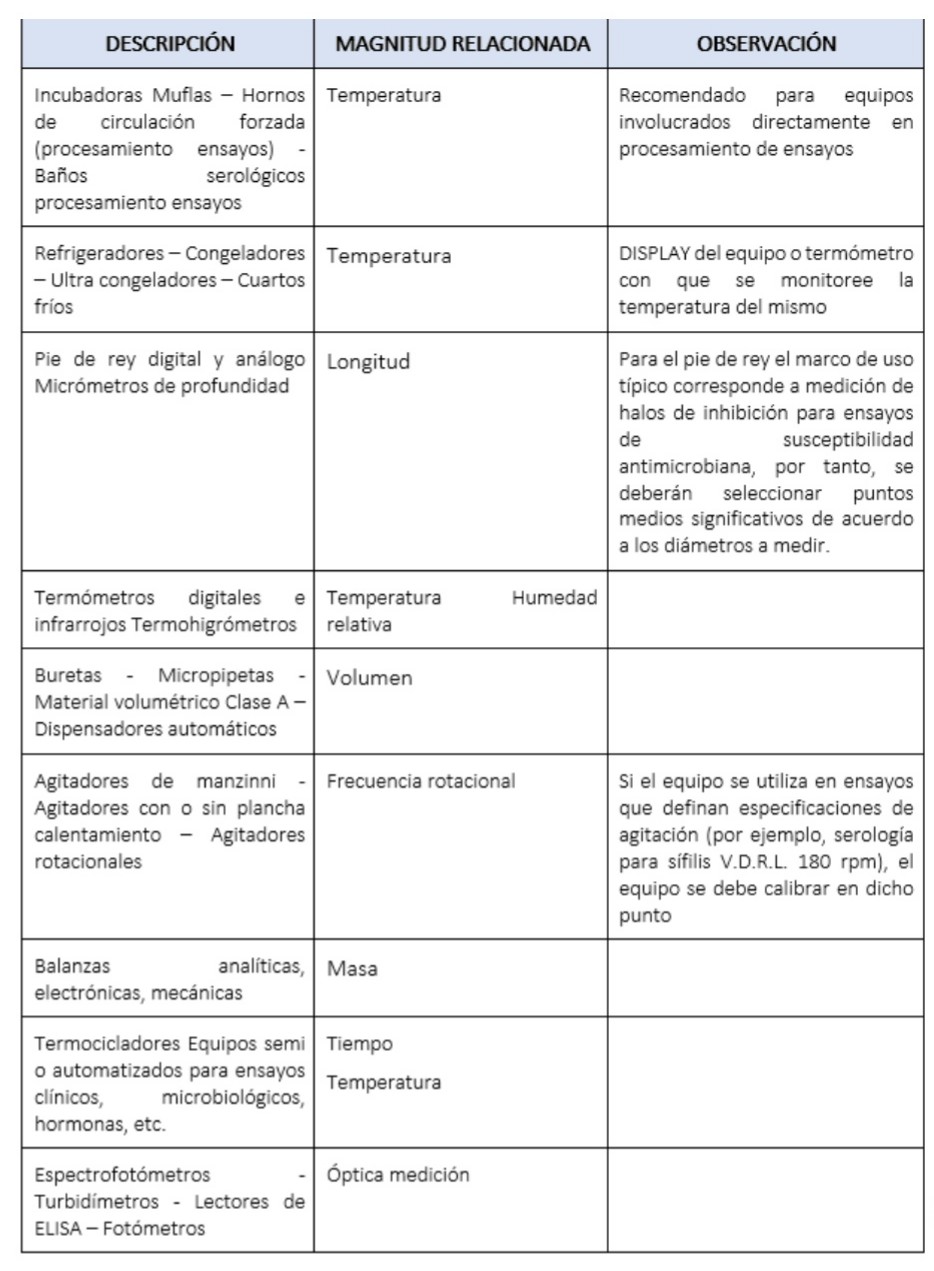 DESCRIPCIÓN MAGNITUD RELACIONADA OBSERVACIÓN
Incubadoras Muflas – Hornos
de circulación forzada
(procesamiento ensayos) -
Baños serológicos
procesamiento ensayos
Temperatura
Recomendado para equipos
involucrados directamente en
procesamiento de ensayos
Refrigeradores – Congeladores
– Ultra congeladores – Cuartos
fríos
Temperatura
DISPLAY del equipo o termómetro
con que se monitoree la
temperatura del mismo
Pie de rey digital y análogo
Micrómetros de profundidad
Longitud
Para el pie de rey el marco de uso
típico corresponde a medición de
halos de inhibición para ensayos
de susceptibilidad
antimicrobiana, por tanto, se
deberán seleccionar puntos
medios significativos de acuerdo
a los diámetros a medir.
Termómetros digitales e
infrarrojos Termohigrómetros
Temperatura Humedad
relativa
Buretas - Micropipetas -
Material volumétrico Clase A –
Dispensadores automáticos
Volumen
Agitadores de manzinni -
Agitadores con o sin plancha
calentamiento – Agitadores
rotacionales
Frecuencia rotacional
Si el equipo se utiliza en ensayos
que definan especificaciones de
agitación (por ejemplo, serología
para sífilis V.D.R.L. 180 rpm), el
equipo se debe calibrar en dicho
punto
Balanzas analíticas,
electrónicas, mecánicas
Masa
Termocicladores Equipos semi
o automatizados para ensayos
clínicos, microbiológicos,
hormonas, etc.
Tiempo
Temperatura
Espectrofotómetros -
Turbidímetros - Lectores de
ELISA – Fotómetros
Óptica medición